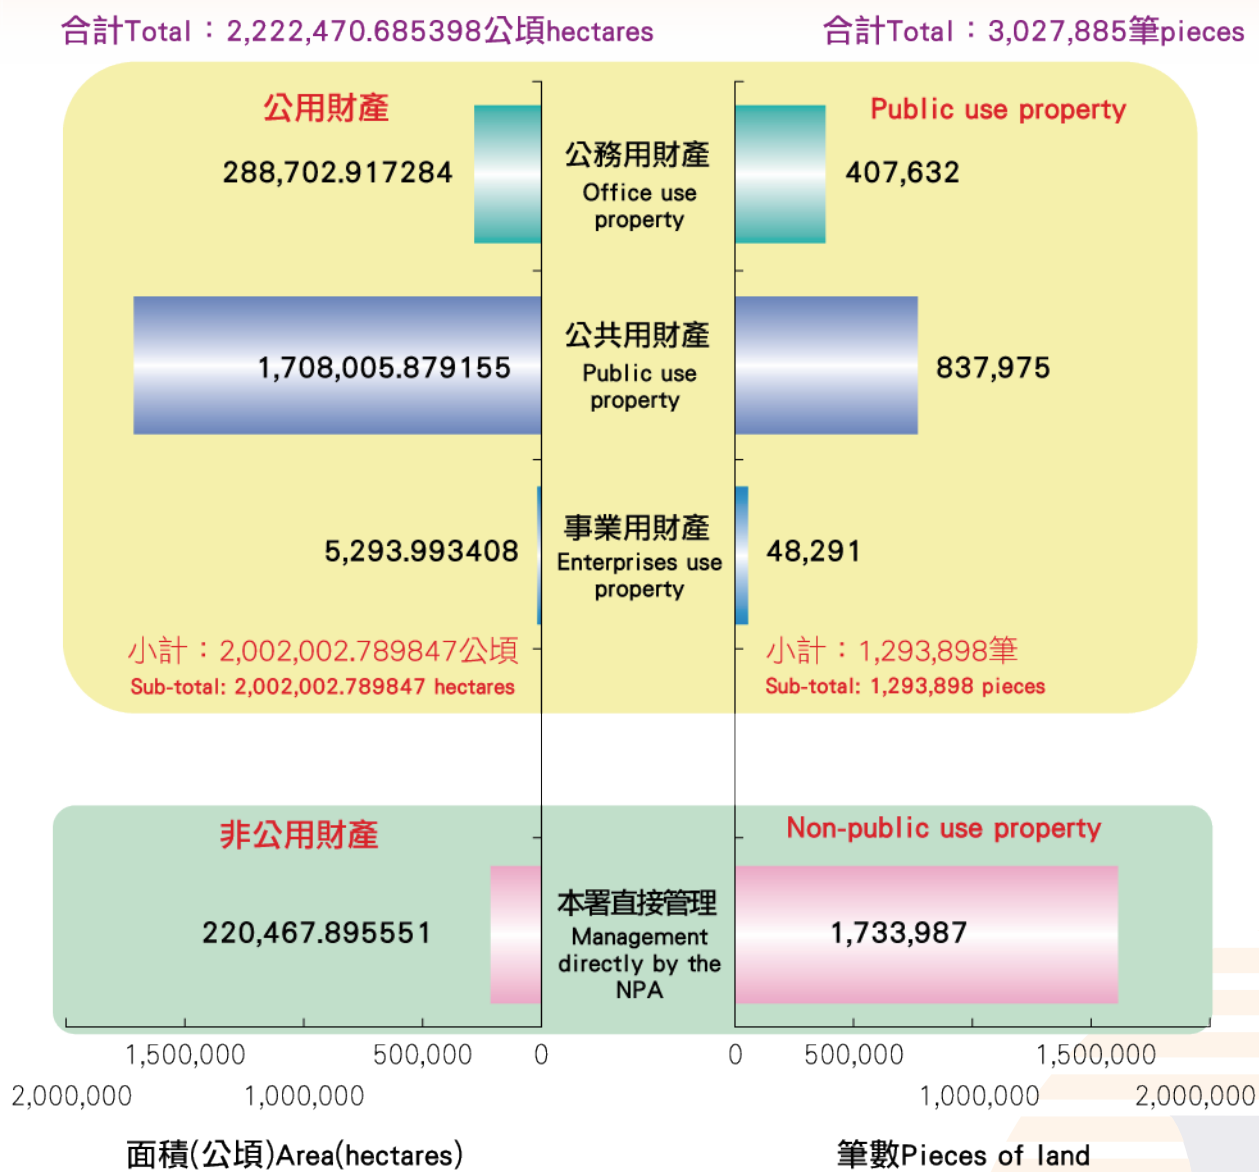 合計Total：2,222,470.685398公頃hectares
合計Total：3,027,885筆pieces
公用財產
Public use property
288,702.917284
公務用財產
Office use
property
407,632
1,708,005.879155
公共用財產
Public use
property
837,975
5,293.993408
事業用財產
Enterprises use
property
48,291
小計：2,002,002.789847公頃
Sub-total: 2,002,002.789847 hectares
小計：1,293,898筆
Sub-total: 1,293,898 pieces
非公用財產
Non-public use property
220,467.895551
本署直接管理
Management
directly by the
NPA
1,733,987
1,500,000 500,000 0 0 500,000 1,500,000
2,000,000 1,000,000 1,000,000 2,000,000
面積(公頃)Area(hectares)
筆數Pieces of land